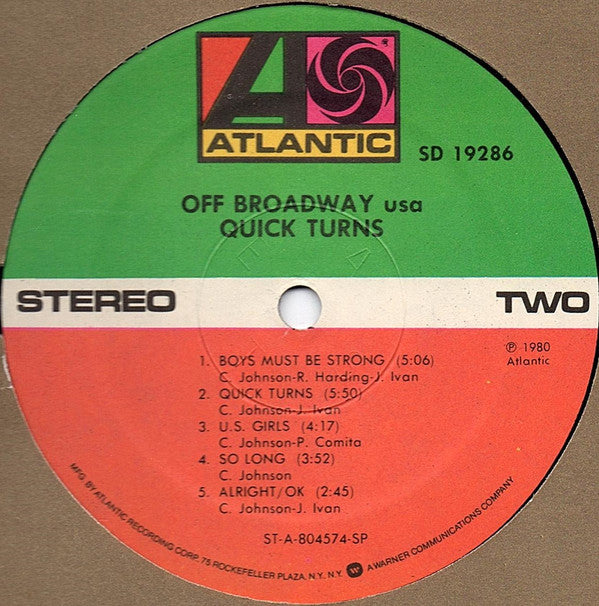 ATLANTIC
SD 19286
OFF BROADWAY usa
QUICK TURNS
STEREO
TWO
℗ 1980
Atlantic
1. BOYS MUST BE STRONG (5:06)
C. Johnson-R. Harding-J. Ivan
2. QUICK TURNS (5:50)
C. Johnson-J. Ivan
3. U.S. GIRLS (4:17)
C. Johnson-P. Comita
4. SO LONG (3:52)
C. Johnson
5. ALRIGHT/OK (2:45)
C. Johnson-J. Ivan
ST-A-804574-SP
MFG. BY ATLANTIC RECORDING CORP. 75 ROCKEFELLER PLAZA, N.Y. N.Y. A WARNER COMMUNICATIONS COMPANY